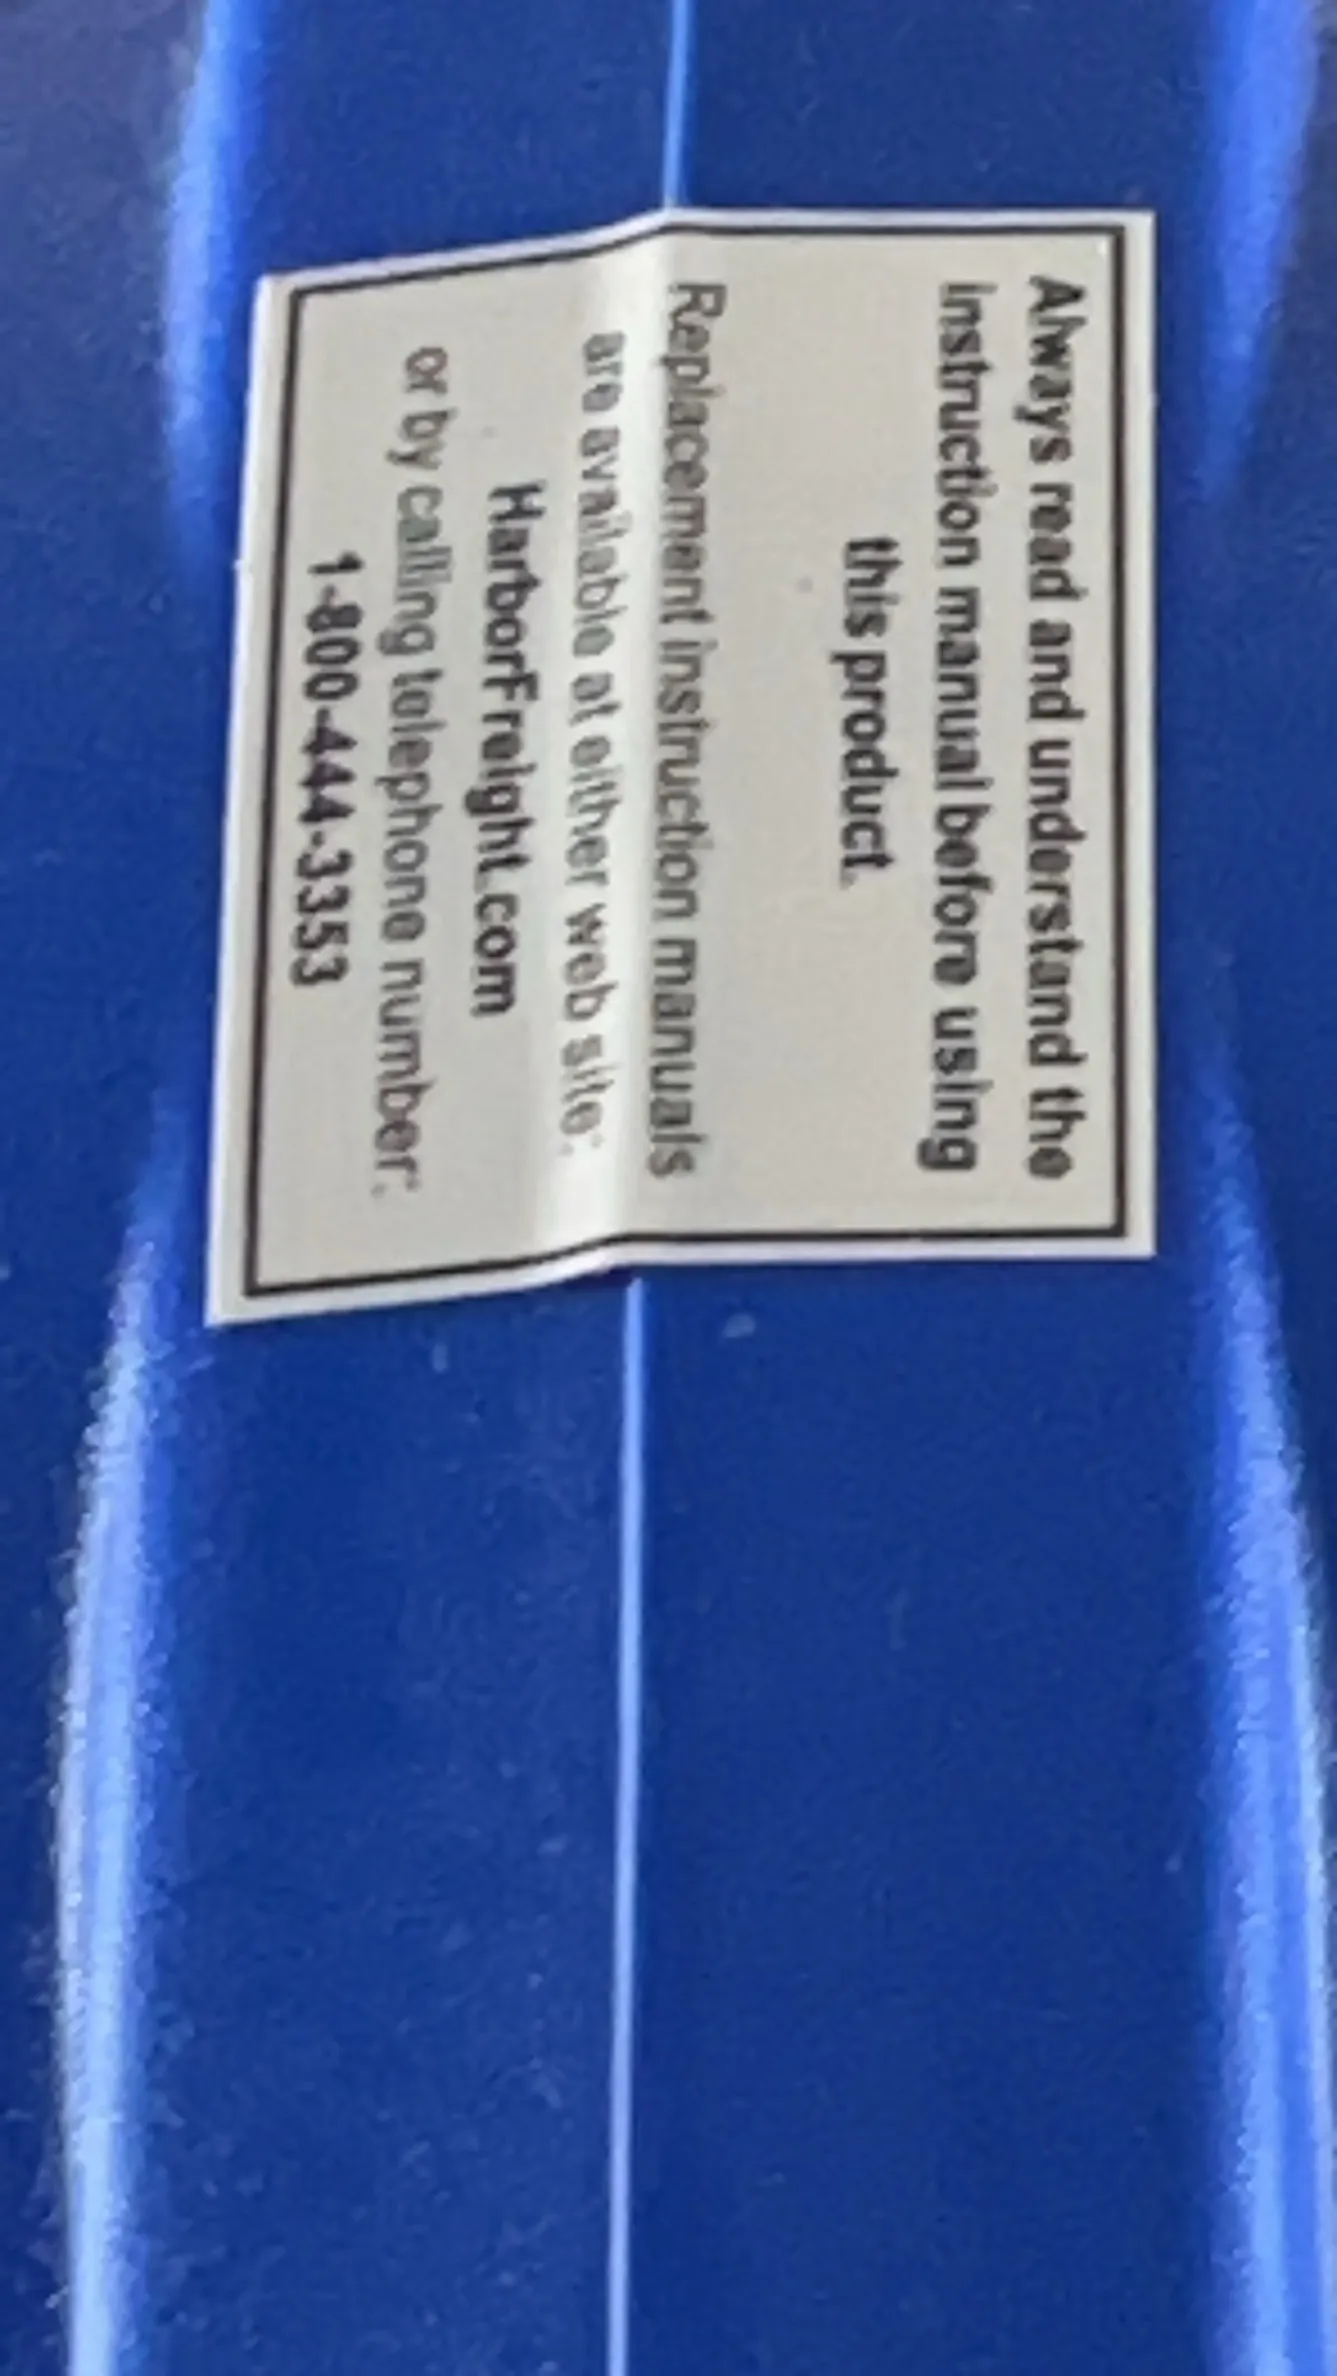 Always read and understand the
instruction manual before using
this product.
Replacement instruction manuals
are available at either web site:
HarborFreight.com
or by calling telephone number:
1-800-444-3353